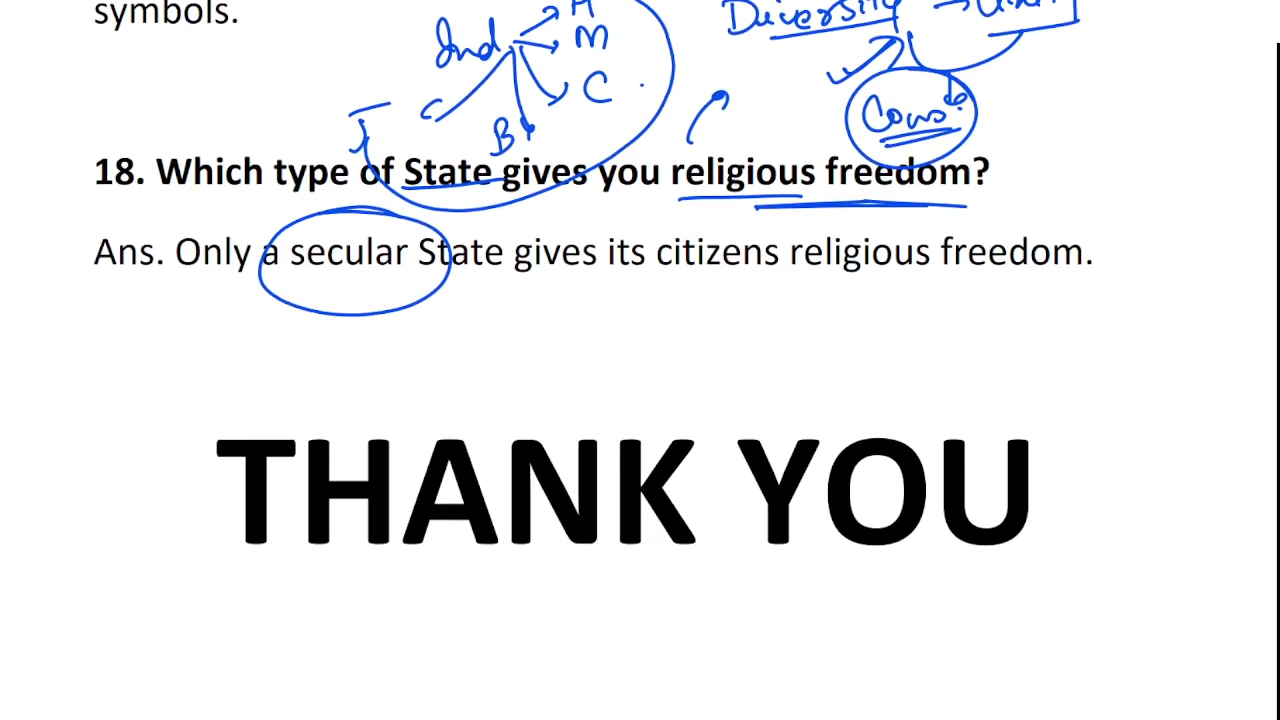 symbols.
Diversity
Ind
M
C
B
J
Cons.
18. Which type of State gives you religious freedom?
Ans. Only a secular State gives its citizens religious freedom.
THANK YOU